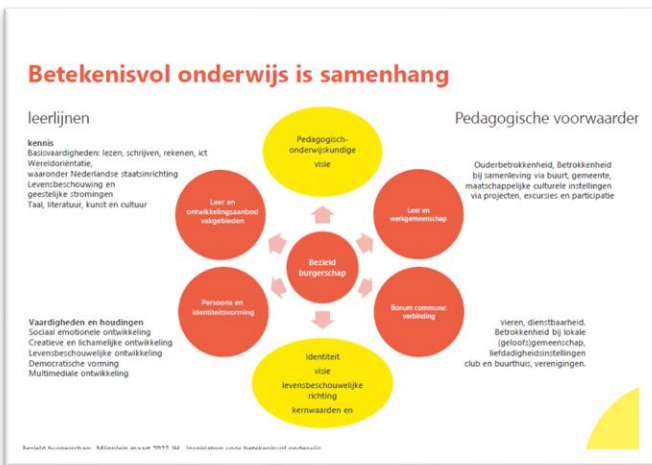 Betekenisvol onderwijs is samenhang
leerlijnen
Pedagogische voorwaarden
kennis
Basisvaardigheden: lezen, schrijven, rekenen, ict
Wereldoriëntatie,
waaronder Nederlandse staatsinrichting
Levensbeschouwing en
geestelijke stromingen
Taal, literatuur, kunst en cultuur
Pedagogisch-
onderwijskundige
visie
Ouderbetrokkenheid, Betrokkenheid
bij samenleving via buurt, gemeente,
maatschappelijke culturele instellingen
via projecten, excursies en participatie
Leer en
ontwikkelingsaanbod
vakgebieden
Leer en
werkgemeenschap
Bezield
burgerschap
Persoons en
identiteitsvorming
Bonum commune:
verbinding
Vaardigheden en houdingen
Sociaal emotionele ontwikkeling
Creatieve en lichamelijke ontwikkeling
Levensbeschouwelijke ontwikkeling
Democratische vorming
Multimediale ontwikkeling
Identiteit
visie
levensbeschouwelijke
richting
kernwaarden en
vieren, dienstbaarheid.
Betrokkenheid bij lokale
(geloofs)gemeenschap,
liefdadigheidsinstellingen
club en buurthuis, verenigingen.